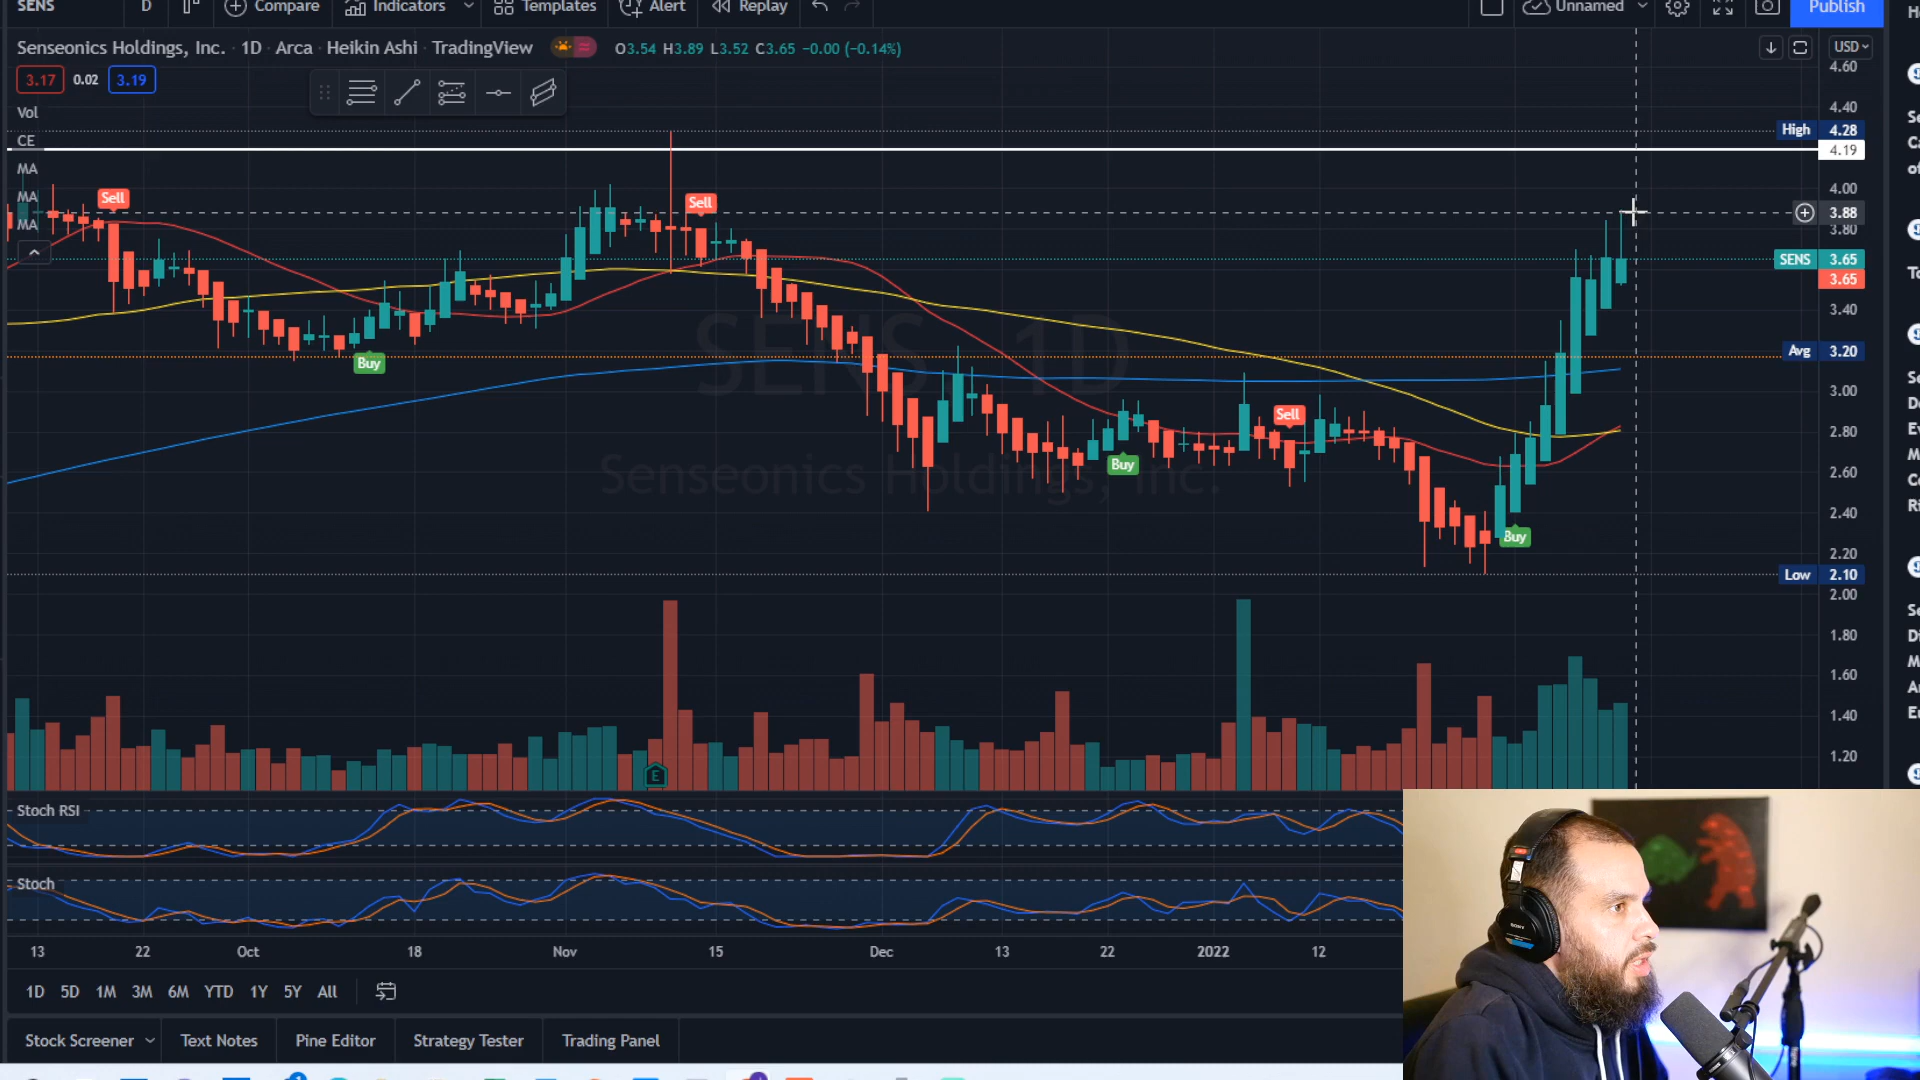 SENS D Compare Indicators Templates Alert Replay Unnamed Publish
Senseonics Holdings, Inc. · 1D · Arca · Heikin Ashi · TradingView O3.54 H3.89 L3.52 C3.65 −0.00 (−0.14%)
USD
3.17 0.02 3.19
Vol
CE
MA
MA
MA
4.60
4.40
High 4.28
4.19
4.00
3.88
3.80
SENS 3.65
3.65
3.40
Avg 3.20
3.00
2.80
2.60
2.40
2.20
Low 2.10
2.00
1.80
1.60
1.40
1.20
Sell
Sell
Buy
Sell
Buy
Buy
SENS, 1D
Senseonics Holdings, Inc.
E
Stoch RSI
Stoch
13 22 Oct 18 Nov 15 Dec 13 22 2022 12
1D 5D 1M 3M 6M YTD 1Y 5Y All
Stock Screener Text Notes Pine Editor Strategy Tester Trading Panel
SONY